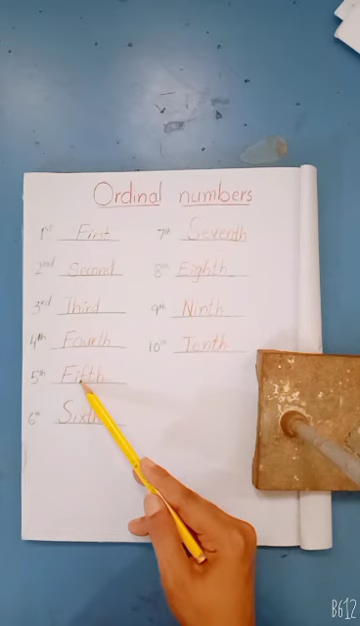 Ordinal numbers
1st First
2nd Second
3rd Third
4th Fourth
5th Fifth
6th Sixth
7th Seventh
8th Eighth
9th Ninth
10th Tenth
B612